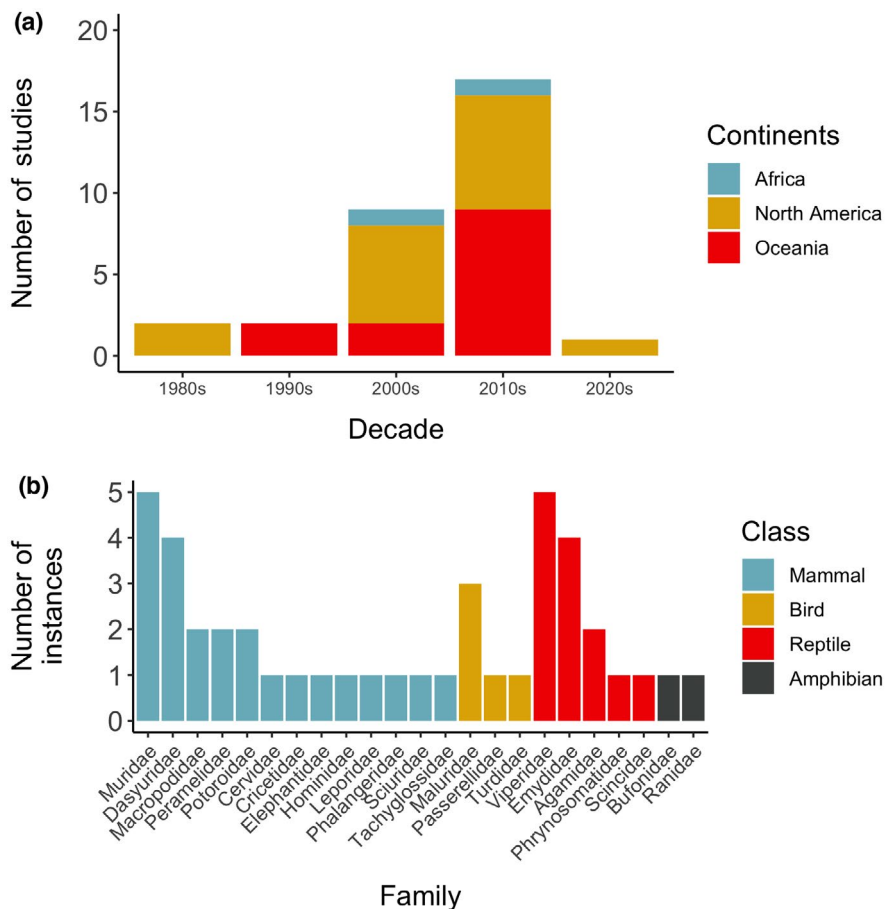 (a)
20
15
10
5
0
Number of studies
1980s 1990s 2000s 2010s 2020s
Decade
Continents
Africa
North America
Oceania
(b)
5
4
3
2
1
0
Number of
instances
Muridae
Dasyuridae
Macropodidae
Peramelidae
Potoroidae
Cervidae
Cricetidae
Elephantidae
Hominidae
Leporidae
Phalangeridae
Sciuridae
Tachyglossidae
Maluridae
Passerellidae
Turdidae
Viperidae
Emydidae
Agamidae
Phrynosomatidae
Scincidae
Bufonidae
Ranidae
Family
Class
Mammal
Bird
Reptile
Amphibian